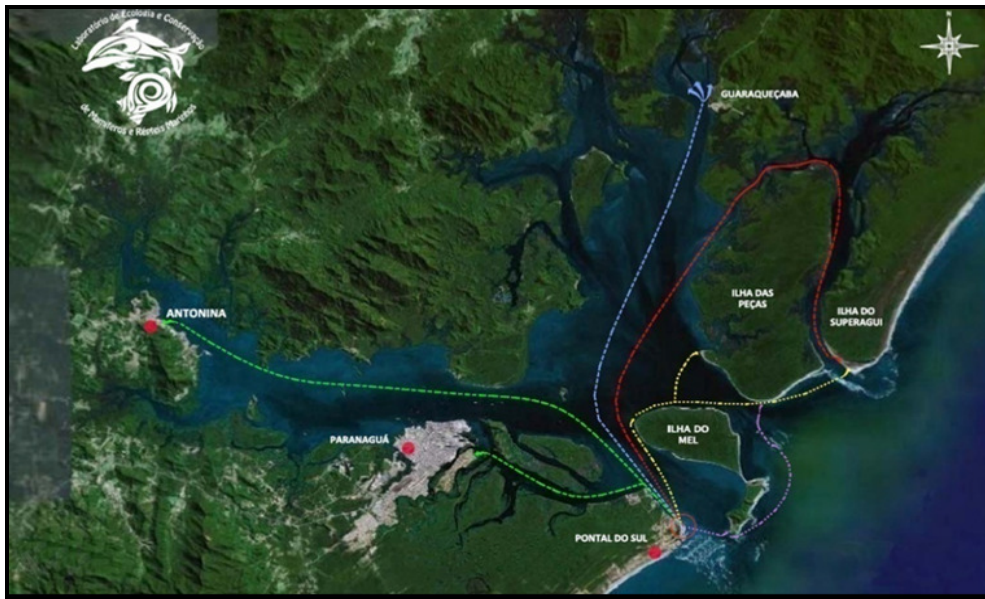 Laboratório de Ecologia e Conservação
de Mamíferos e Répteis Marinhos
N
GUARAQUEÇABA
ILHA DAS
PEÇAS
ILHA DO
SUPERAGUI
ANTONINA
PARANAGUÁ
ILHA DO
MEL
PONTAL DO SUL